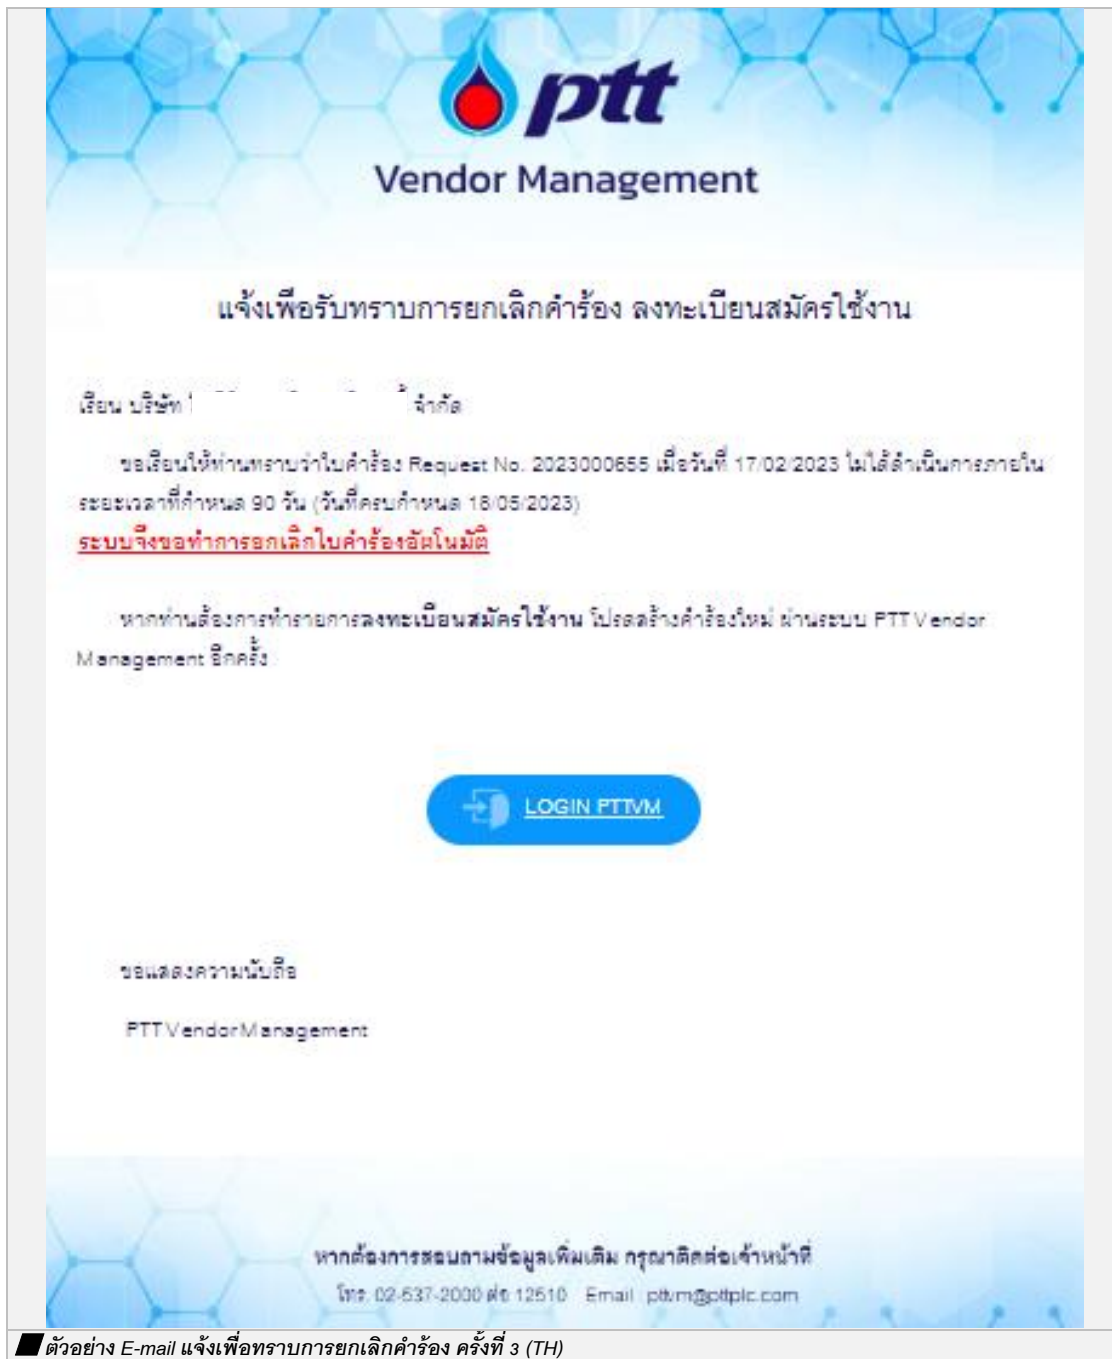 ptt
Vendor Management
แจ้งเพื่อรับทราบการยกเลิกคำร้อง ลงทะเบียนสมัครใช้งาน
เรียน บริษัท จำกัด
ขอเรียนให้ท่านทราบว่าใบคำร้อง Request No. 2023000655 เมื่อวันที่ 17/02/2023 ไม่ได้ดำเนินการภายใน
ระยะเวลาที่กำหนด 90 วัน (วันที่ครบกำหนด 18/05/2023)
ระบบจึงขอทำการยกเลิกใบคำร้องอัตโนมัติ
หากท่านต้องการทำรายการลงทะเบียนสมัครใช้งาน โปรดสร้างคำร้องใหม่ ผ่านระบบ PTT Vendor
Management อีกครั้ง
LOGIN PTTVM
ขอแสดงความนับถือ
PTT Vendor Management
หากต้องการสอบถามข้อมูลเพิ่มเติม กรุณาติดต่อเจ้าหน้าที่
โทร. 02-537-2000 ต่อ 12510 Email : pttvm@pttplc.com
ตัวอย่าง E-mail แจ้งเพื่อทราบการยกเลิกคำร้อง ครั้งที่ 3 (TH)